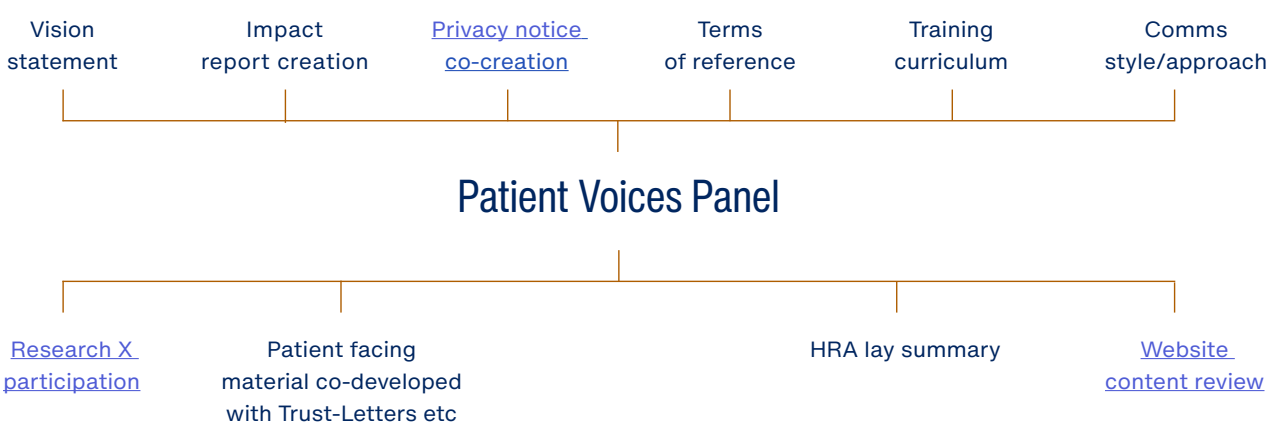 Vision
statement
Impact
report creation
Privacy notice
co-creation
Terms
of reference
Training
curriculum
Comms
style/approach
Patient Voices Panel
Research X
participation
Patient facing
material co-developed
with Trust-Letters etc
HRA lay summary
Website
content review